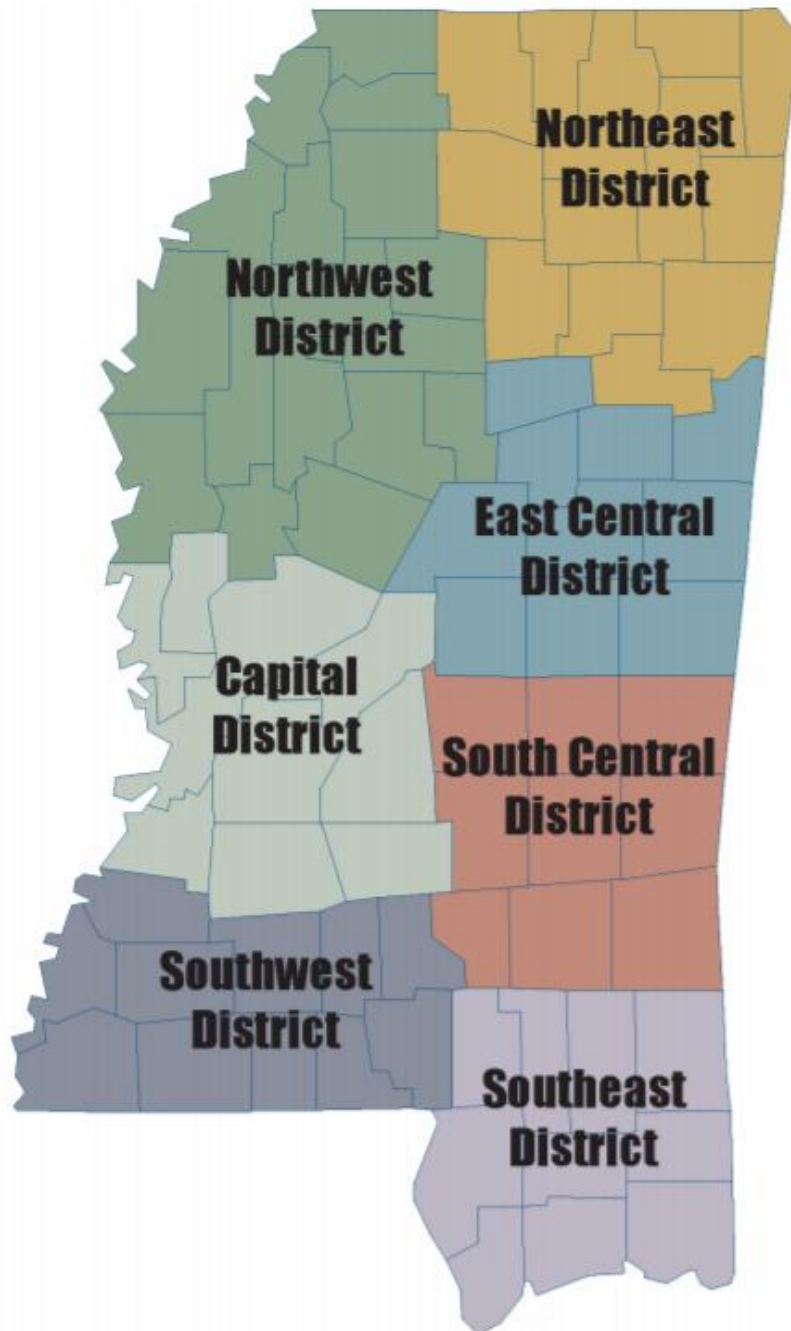 Northeast
District
Northwest
District
East Central
District
Capital
District
South Central
District
Southwest
District
Southeast
District